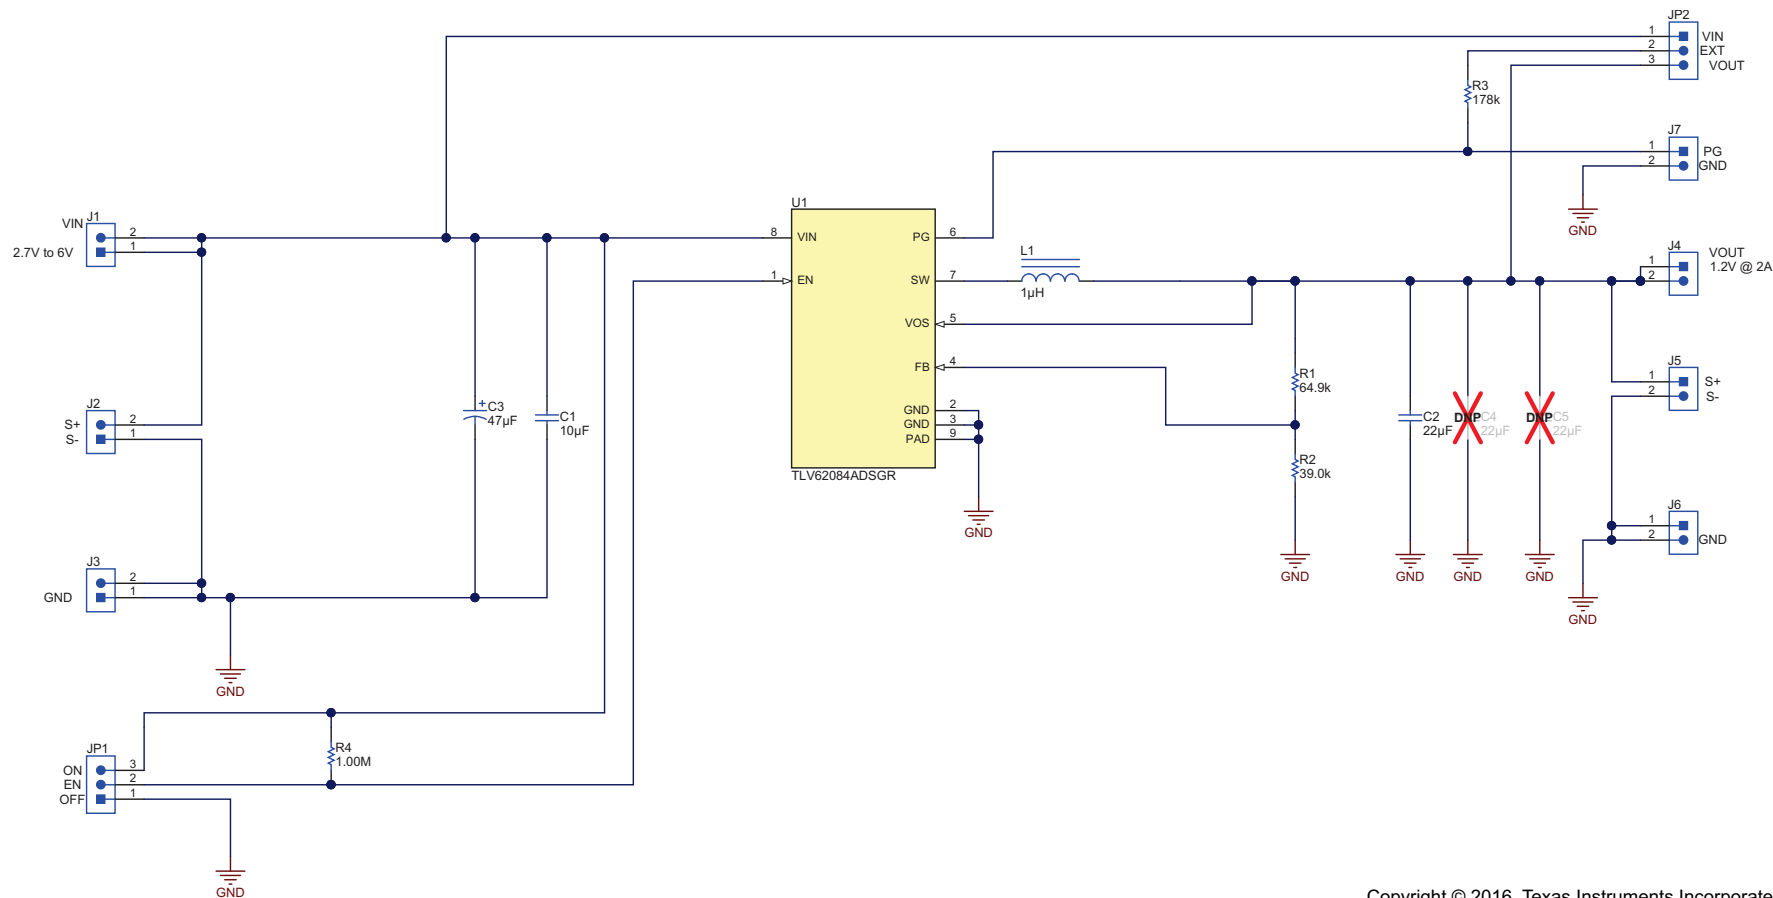 JP2
1 VIN
2 EXT
3 VOUT
R3
178k
J7
1 PG
2 GND
GND
U1
J1
VIN
2
1
2.7V to 6V
8 VIN
PG 6
1 EN
SW 7
VOS 5
FB 4
GND 2
GND 3
PAD 9
TLV62084ADSGR
GND
L1
1µH
J4
VOUT
1
1.2V @ 2A
2
R1
64.9k
R2
39.0k
GND
C2
22µF
GND
DNP C4
22µF
GND
DNP C5
22µF
GND
J5
1 S+
2 S-
J6
1
2 GND
GND
J2
S+ 2
S- 1
+
C3
47µF
C1
10µF
J3
2
GND 1
GND
R4
1.00M
JP1
ON 3
EN 2
OFF 1
GND
Copyright © 2016, Texas Instruments Incorporate